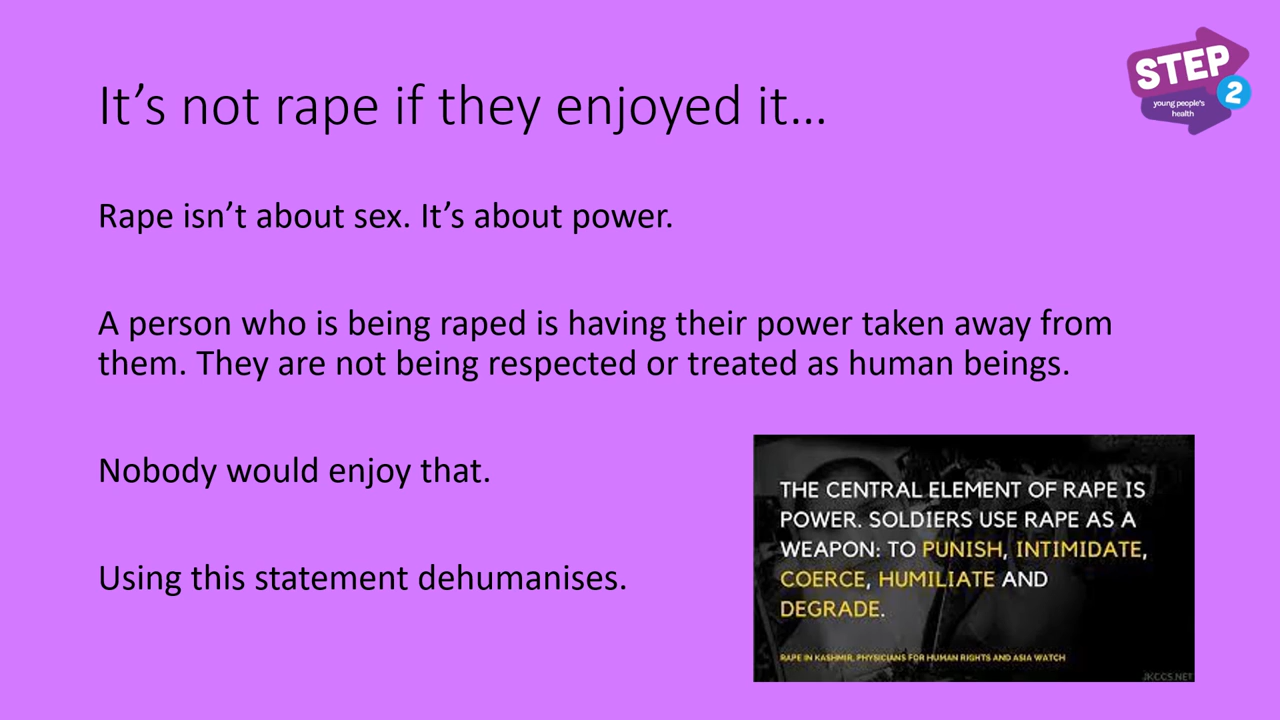 It’s not rape if they enjoyed it...
STEP
2
young people's
health
Rape isn’t about sex. It’s about power.
A person who is being raped is having their power taken away from
them. They are not being respected or treated as human beings.
Nobody would enjoy that.
Using this statement dehumanises.
THE CENTRAL ELEMENT OF RAPE IS
POWER. SOLDIERS USE RAPE AS A
WEAPON: TO PUNISH, INTIMIDATE,
COERCE, HUMILIATE AND
DEGRADE.
RAPE IN KASHMIR, PHYSICIANS FOR HUMAN RIGHTS AND ASIA WATCH
JKCCS.NET